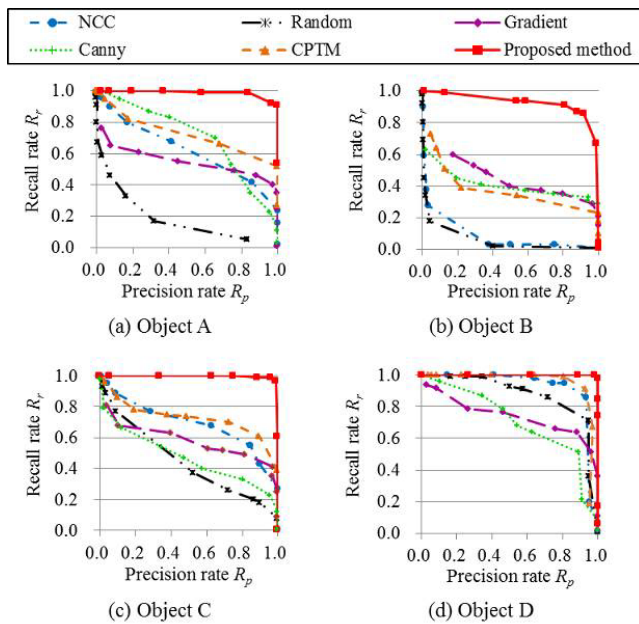 NCC Random Gradient
Canny CPTM Proposed method
1.0
0.8
0.6
0.4
0.2
0.0
Recall rate Rr
0.0 0.2 0.4 0.6 0.8 1.0
Precision rate Rp
(a) Object A
1.0
0.8
0.6
0.4
0.2
0.0
Recall rate Rr
0.0 0.2 0.4 0.6 0.8 1.0
Precision rate Rp
(b) Object B
1.0
0.8
0.6
0.4
0.2
0.0
Recall rate Rr
0.0 0.2 0.4 0.6 0.8 1.0
Precision rate Rp
(c) Object C
1.0
0.8
0.6
0.4
0.2
0.0
Recall rate Rr
0.0 0.2 0.4 0.6 0.8 1.0
Precision rate Rp
(d) Object D